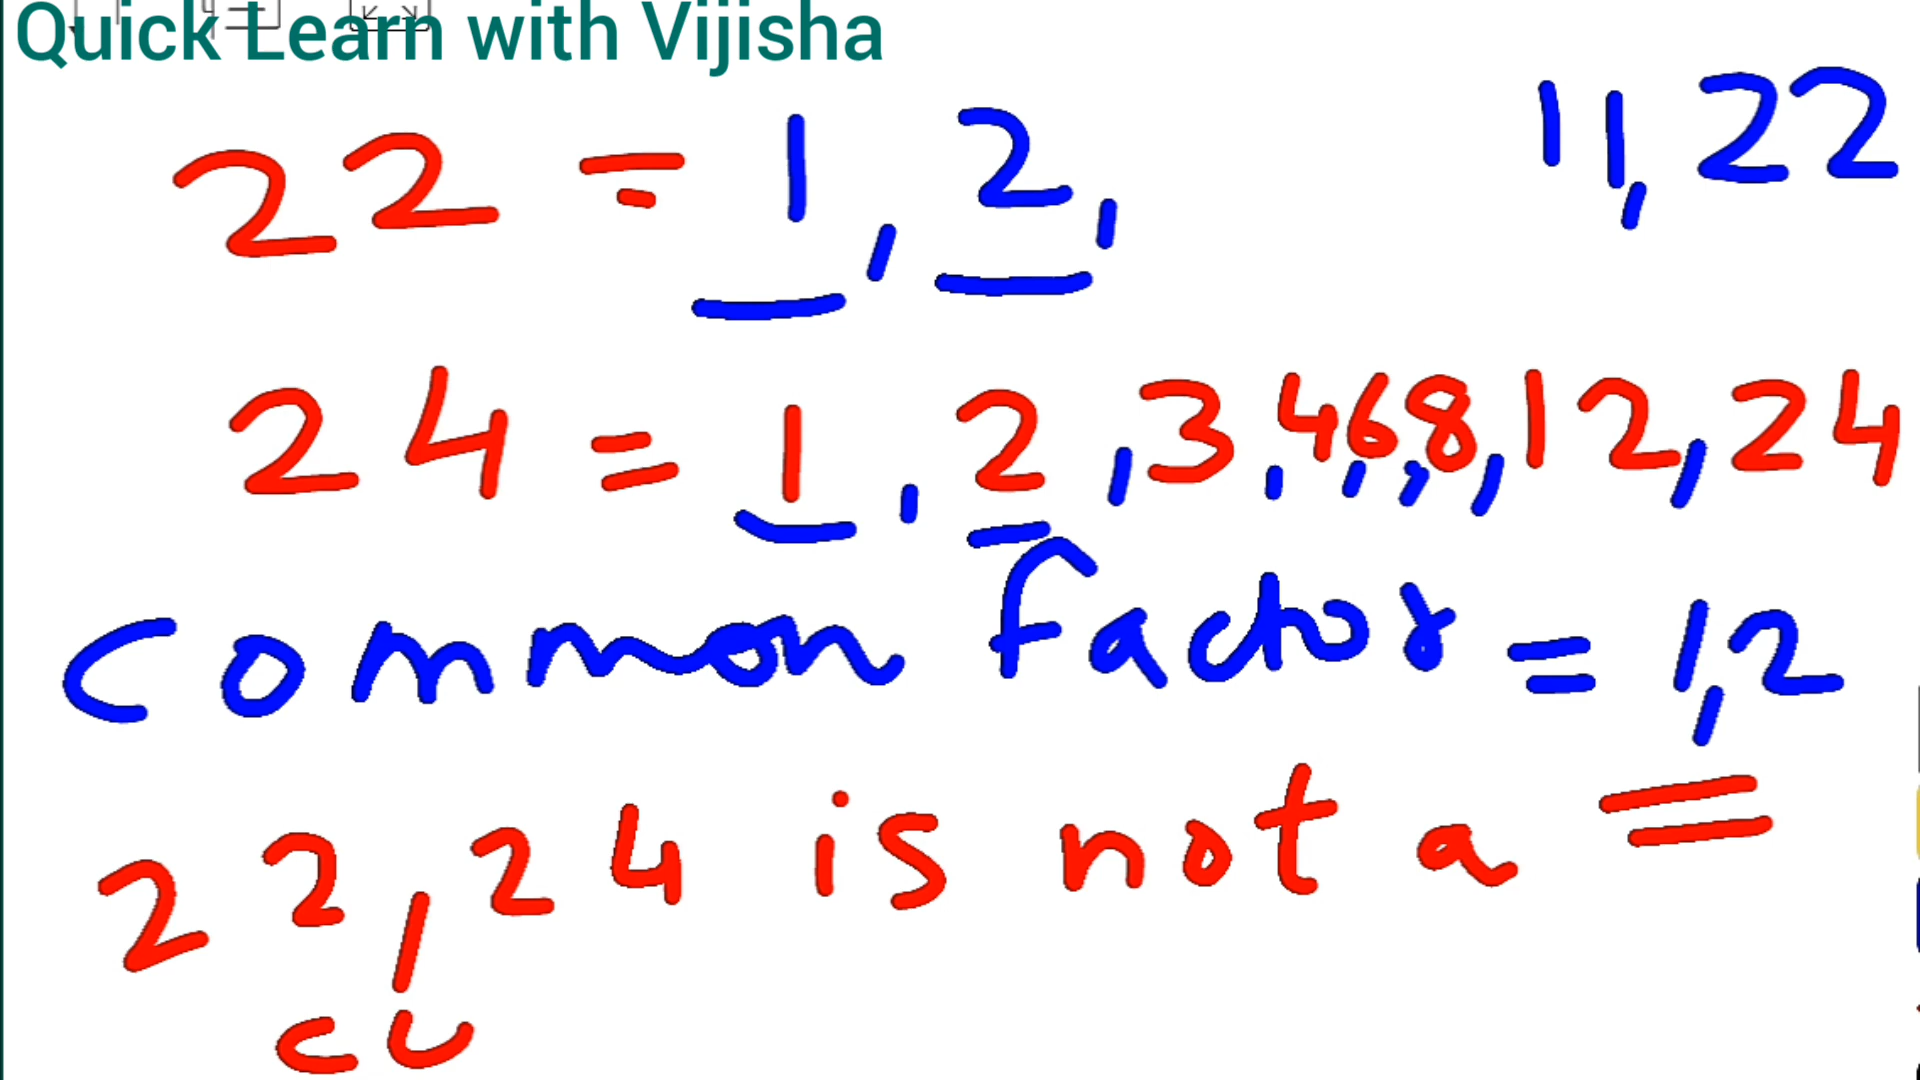 Quick Learn with Vijisha
22 = 1, 2, 11, 22
24 = 1, 2, 3, 4, 6, 8, 12, 24
common factor = 1, 2
22, 24 is not a